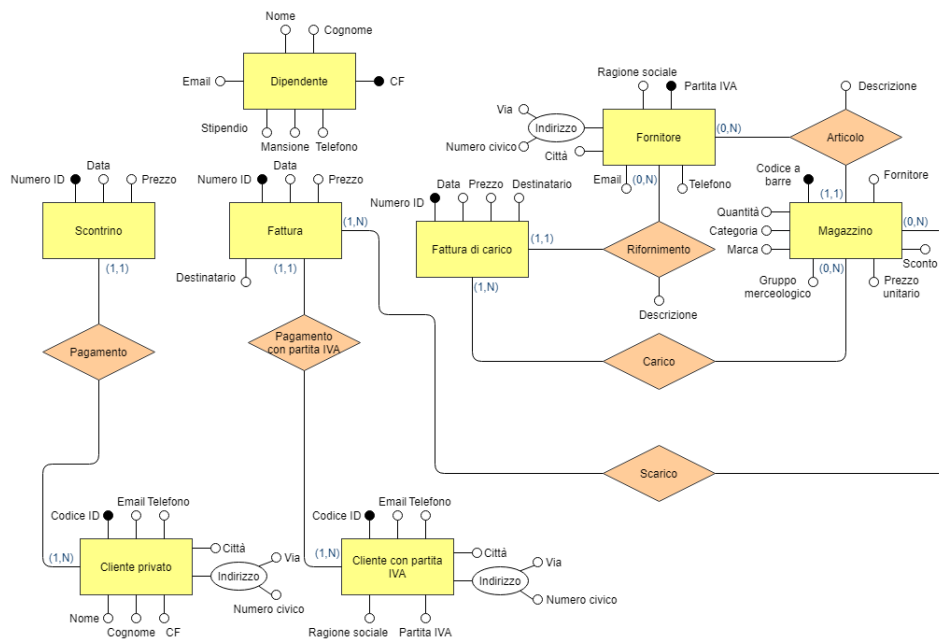 Nome
Cognome
Email
Dipendente
CF
Stipendio
Mansione
Telefono
Ragione sociale
Partita IVA
Via
Indirizzo
Numero civico
Città
Fornitore
(0,N)
Email
(0,N)
Telefono
Descrizione
Articolo
Numero ID
Data
Prezzo
Scontrino
(1,1)
Numero ID
Data
Prezzo
Fattura
(1,N)
Destinatario
(1,1)
Numero ID
Data
Prezzo
Destinatario
Fattura di carico
(1,1)
(1,N)
Rifornimento
Descrizione
Codice a
barre
Fornitore
(1,1)
(0,N)
Quantità
Categoria
Marca
Magazzino
Sconto
Gruppo
merceologico
(0,N)
Prezzo
unitario
Pagamento
Pagamento
con partita IVA
Carico
Scarico
Codice ID
Email
Telefono
(1,N)
Cliente privato
Città
Indirizzo
Via
Numero civico
Nome
Cognome
CF
Codice ID
Email
Telefono
(1,N)
Cliente con partita
IVA
Città
Indirizzo
Via
Numero civico
Ragione sociale
Partita IVA